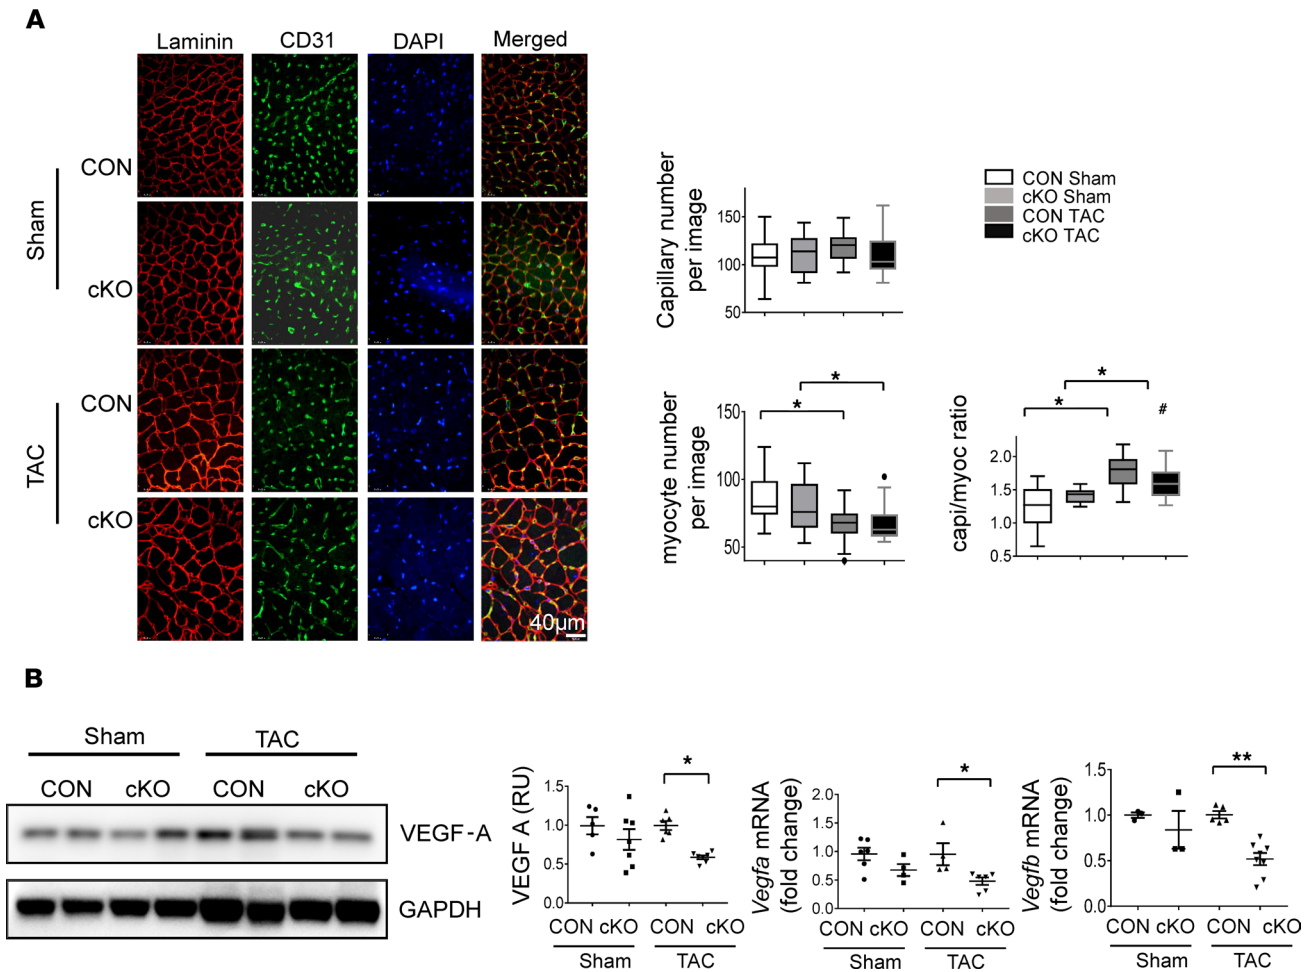 A
Laminin CD31 DAPI Merged
Sham
CON
cKO
TAC
CON
cKO
40µm
Capillary number
per image
150
100
50
CON Sham
cKO Sham
CON TAC
cKO TAC
myocyte number
per image
150
100
50
*
*
capi/myoc ratio
2.0
1.5
1.0
0.5
*
*
#
B
Sham TAC
CON cKO CON cKO
VEGF-A
GAPDH
VEGF A (RU)
1.5
1.0
0.5
0.0
*
CON cKO CON cKO
Sham TAC
Vegfa mRNA
(fold change)
2.0
1.5
1.0
0.5
0.0
*
CON cKO CON cKO
Sham TAC
Vegfb mRNA
(fold change)
1.5
1.0
0.5
0.0
**
CON cKO CON cKO
Sham TAC